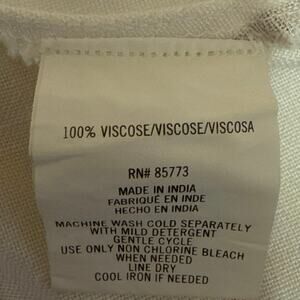 100% VISCOSE/VISCOSE/VISCOSA
RN# 85773
MADE IN INDIA
FABRIQUÉ EN INDE
HECHO EN INDIA
MACHINE WASH COLD SEPARATELY
WITH MILD DETERGENT
GENTLE CYCLE
USE ONLY NON CHLORINE BLEACH
WHEN NEEDED
LINE DRY
COOL IRON IF NEEDED